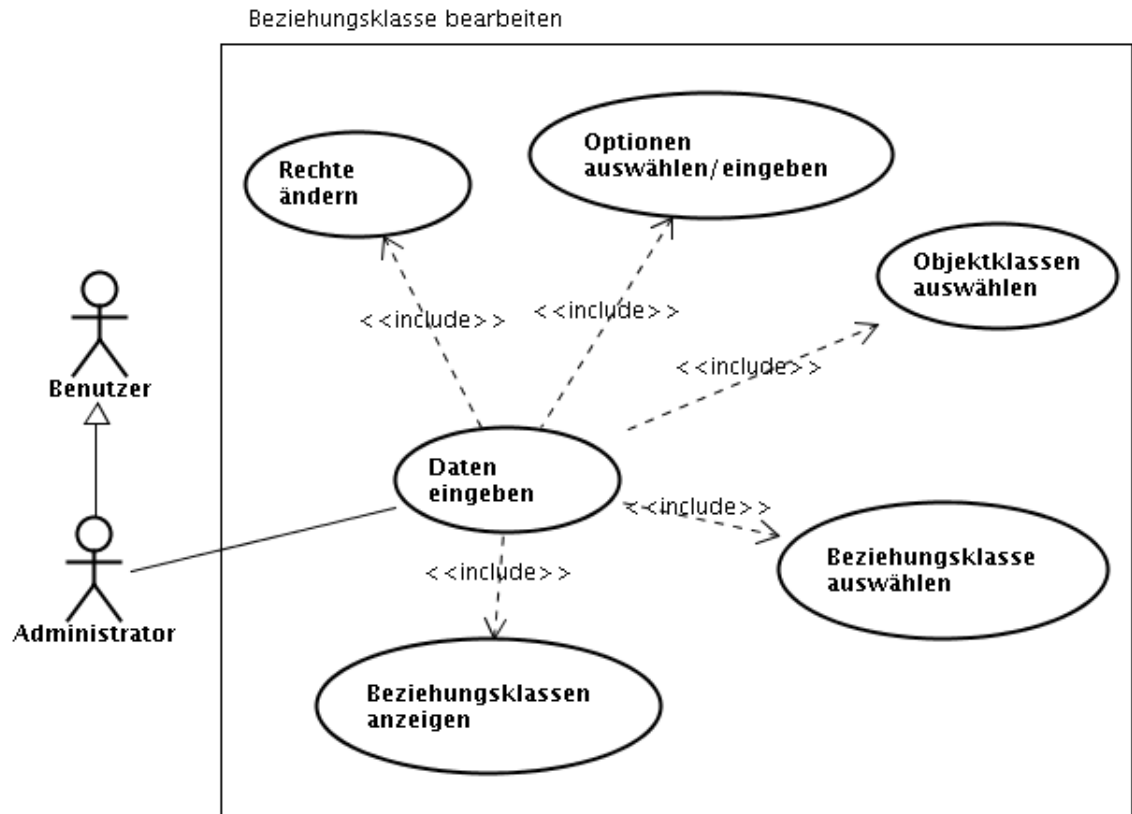 Beziehungsklasse bearbeiten
Rechte
ändern
Optionen
auswählen/eingeben
Objektklassen
auswählen
<<include>>
<<include>>
<<include>>
Benutzer
Daten
eingeben
<<include>>
Beziehungsklasse
auswählen
<<include>>
Administrator
Beziehungsklassen
anzeigen